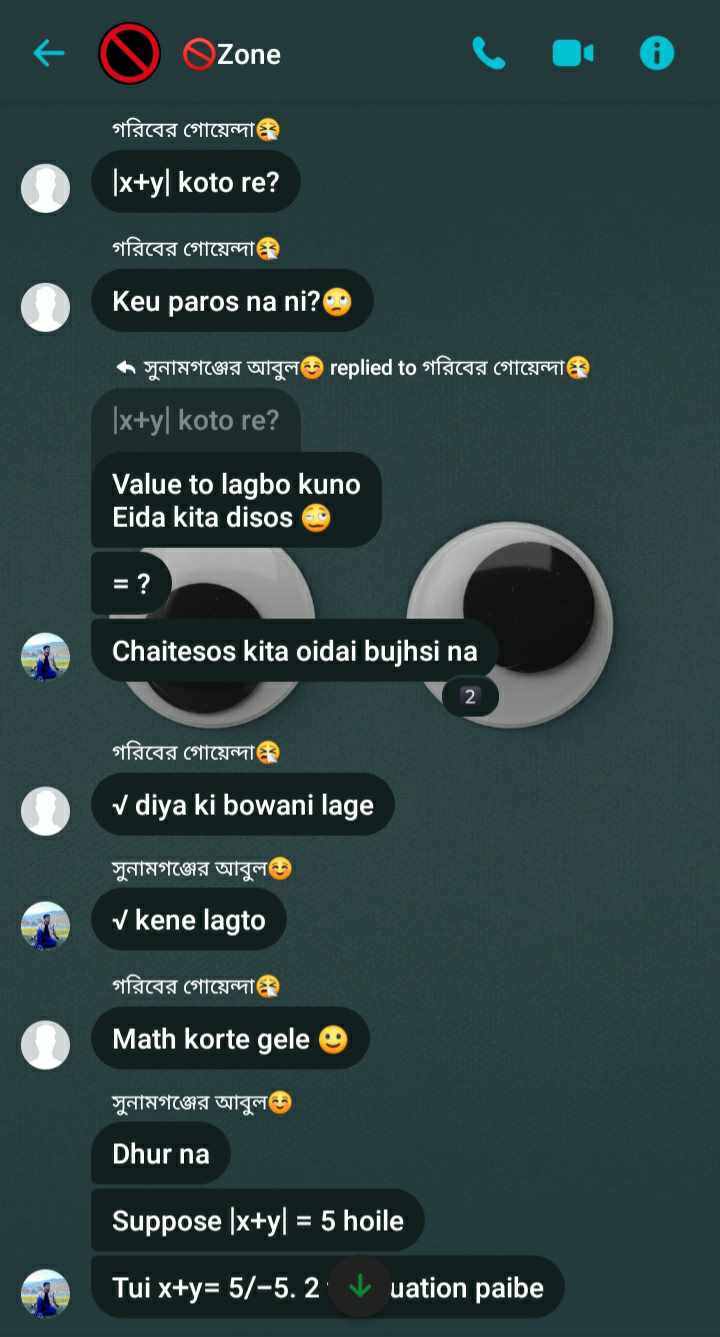 🚫Zone
গরিবের গোয়েন্দা🤧
|x+y| koto re?
গরিবের গোয়েন্দা🤧
Keu paros na ni?🙄
সুনামগঞ্জের আবুল☺️ replied to গরিবের গোয়েন্দা🤧
|x+y| koto re?
Value to lagbo kuno
Eida kita disos 🙄
= ?
Chaitesos kita oidai bujhsi na
2
গরিবের গোয়েন্দা🤧
√ diya ki bowani lage
সুনামগঞ্জের আবুল☺️
√ kene lagto
গরিবের গোয়েন্দা🤧
Math korte gele 🙂
সুনামগঞ্জের আবুল☺️
Dhur na
Suppose |x+y| = 5 hoile
Tui x+y= 5/−5. 2 uation paibe